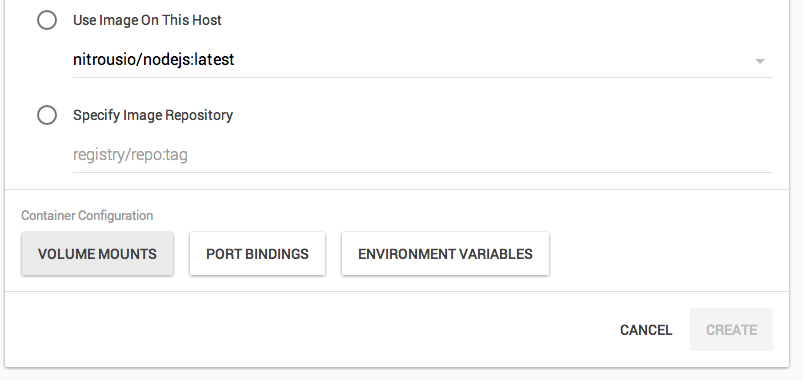 Use Image On This Host
nitrousio/nodejs:latest
Specify Image Repository
registry/repo:tag
Container Configuration
VOLUME MOUNTS PORT BINDINGS ENVIRONMENT VARIABLES
CANCEL CREATE